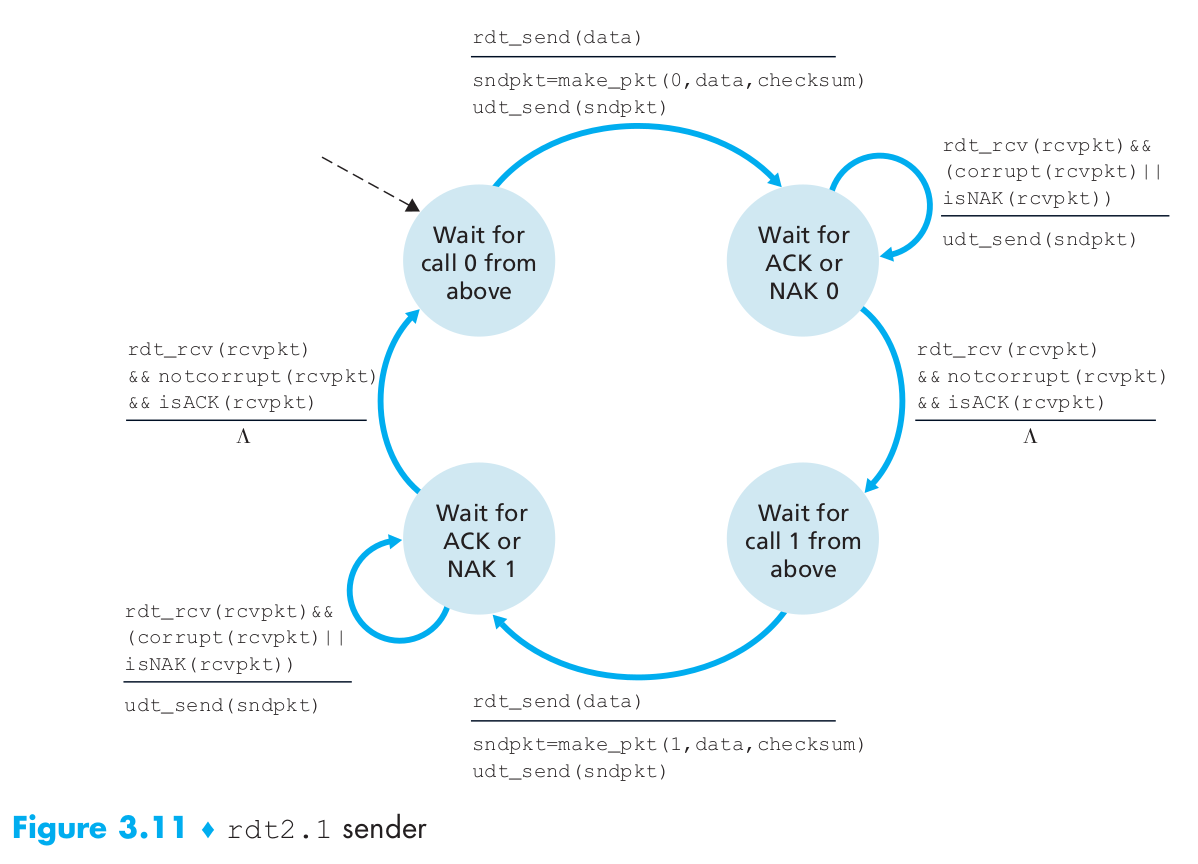 rdt_send(data)
sndpkt=make_pkt(0,data,checksum)
udt_send(sndpkt)
rdt_rcv(rcvpkt)&&
(corrupt(rcvpkt)||
isNAK(rcvpkt))
udt_send(sndpkt)
Wait for
call 0 from
above
Wait for
ACK or
NAK 0
rdt_rcv(rcvpkt)
&& notcorrupt(rcvpkt)
&& isACK(rcvpkt)
Λ
rdt_rcv(rcvpkt)
&& notcorrupt(rcvpkt)
&& isACK(rcvpkt)
Λ
Wait for
ACK or
NAK 1
Wait for
call 1 from
above
rdt_rcv(rcvpkt)&&
(corrupt(rcvpkt)||
isNAK(rcvpkt))
udt_send(sndpkt)
rdt_send(data)
sndpkt=make_pkt(1,data,checksum)
udt_send(sndpkt)
Figure 3.11 ♦ rdt2.1 sender